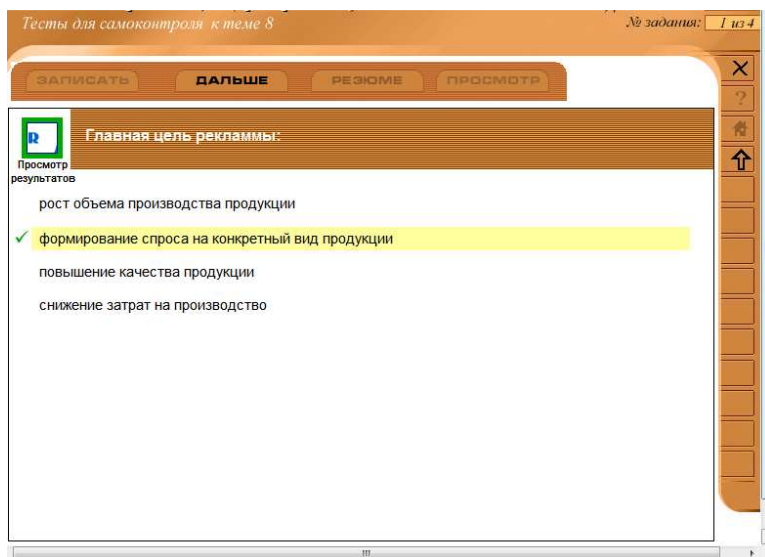 Тесты для самоконтроля к теме 8
№ задания: 1 из 4
ЗАПИСАТЬ ДАЛЬШЕ РЕЗЮМЕ ПРОСМОТР
?
R
Главная цель рекламмы:
Просмотр
результатов
рост объема производства продукции
формирование спроса на конкретный вид продукции
повышение качества продукции
снижение затрат на производство